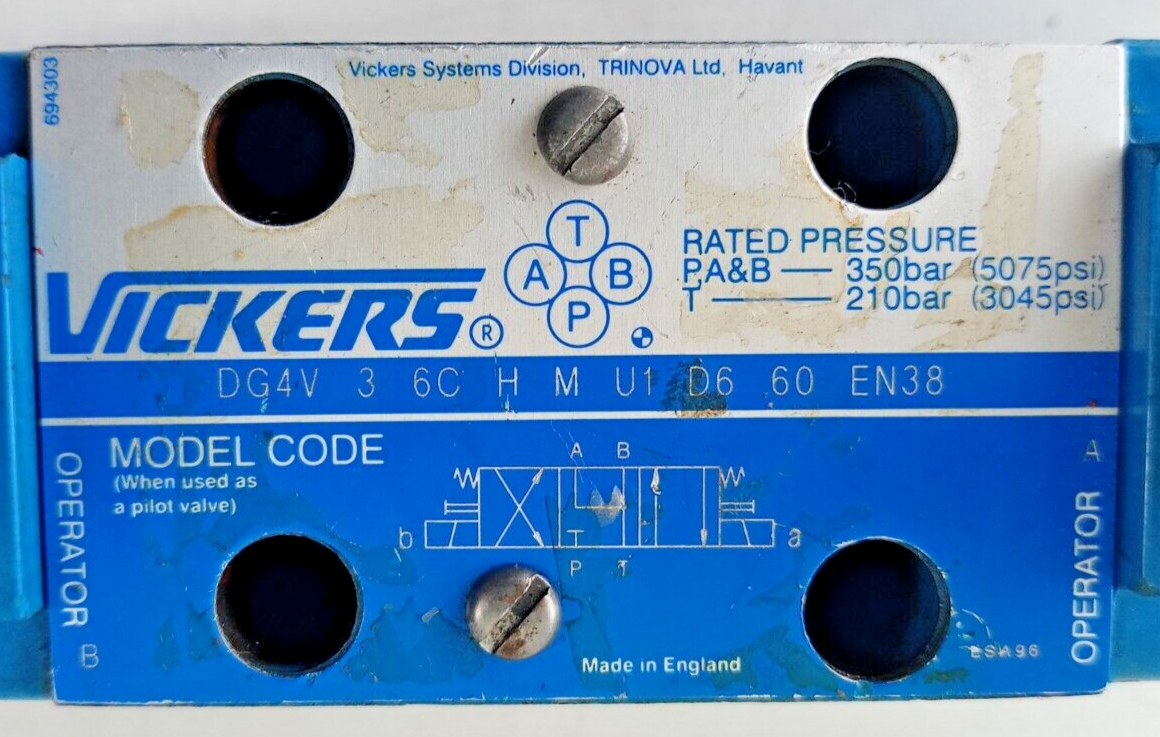 694303
Vickers Systems Division, TRINOVA Ltd, Havant
T
A B
P
VICKERS ®
RATED PRESSURE
P,A&B — 350bar (5075psi)
T — 210bar (3045psi)
DG4V 3 6C H M U1 D6 60 EN38
MODEL CODE
(When used as
a pilot valve)
OPERATOR B
A B
b a
T
P T
OPERATOR A
Made in England